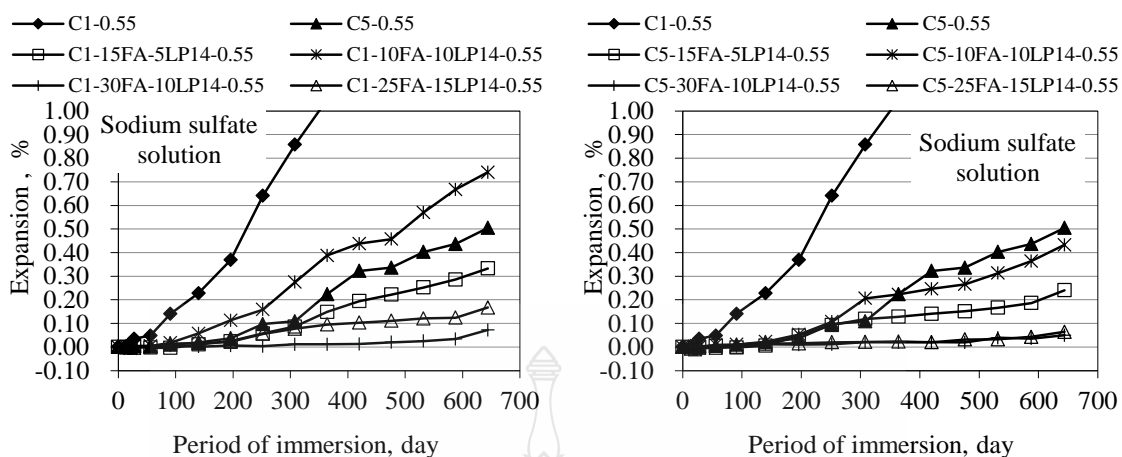 C1-0.55 C5-0.55
C1-15FA-5LP14-0.55 C1-10FA-10LP14-0.55
C1-30FA-10LP14-0.55 C1-25FA-15LP14-0.55
Expansion , %
1.00
0.90
0.80
0.70
0.60
0.50
0.40
0.30
0.20
0.10
0.00
-0.10
Sodium sulfate
solution
0 100 200 300 400 500 600 700
Period of immersion, day
C1-0.55 C5-0.55
C5-15FA-5LP14-0.55 C5-10FA-10LP14-0.55
C5-30FA-10LP14-0.55 C5-25FA-15LP14-0.55
Expansion , %
1.00
0.90
0.80
0.70
0.60
0.50
0.40
0.30
0.20
0.10
0.00
-0.10
Sodium sulfate
solution
0 100 200 300 400 500 600 700
Period of immersion, day